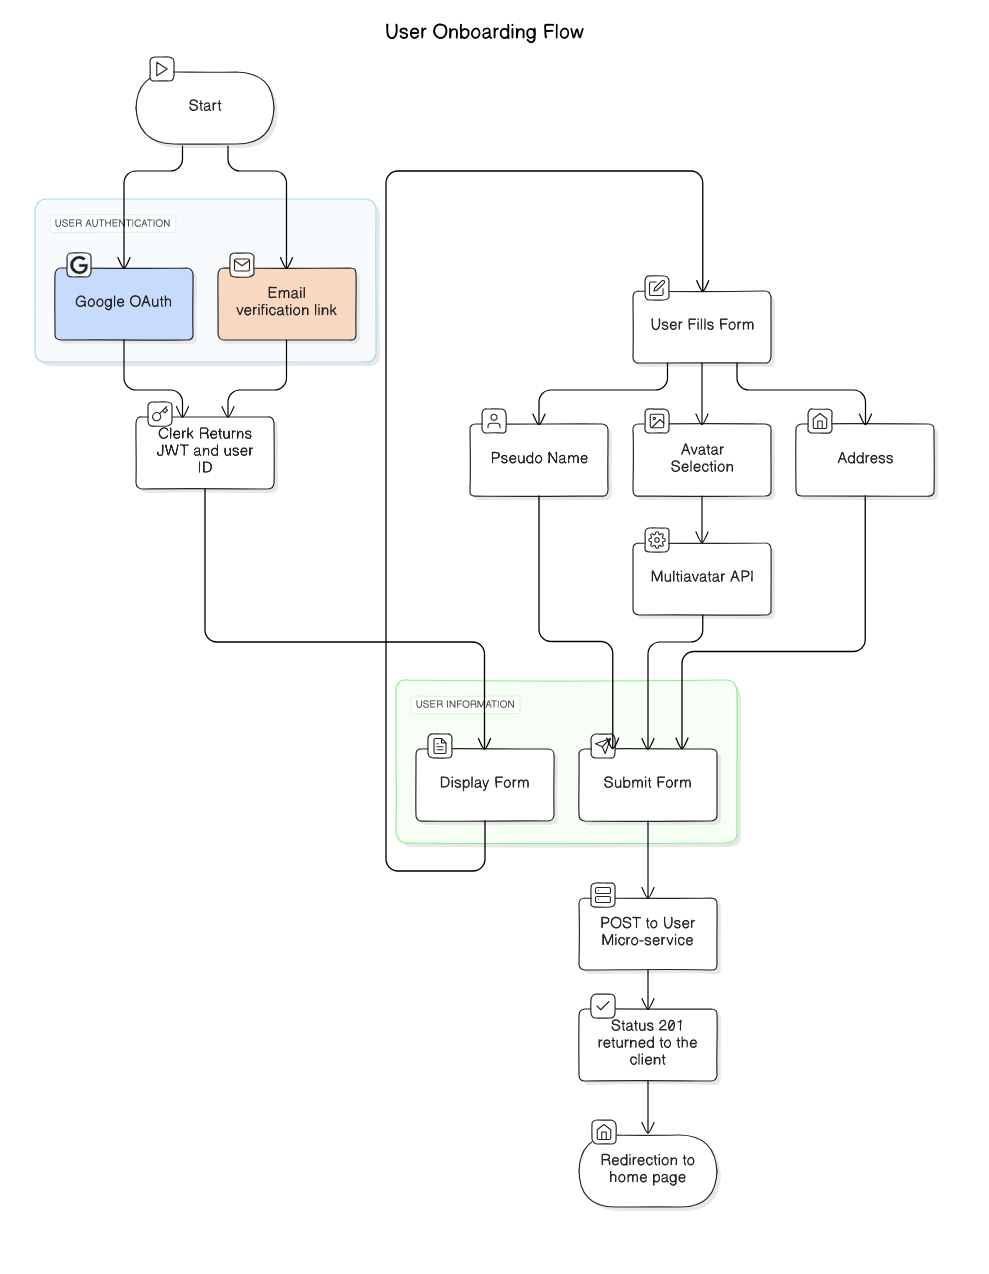 User Onboarding Flow
Start
USER AUTHENTICATION
G
Google OAuth
Email
verification link
Clerk Returns
JWT and user
ID
User Fills Form
Pseudo Name
Avatar
Selection
Address
Multiavatar API
USER INFORMATION
Display Form
Submit Form
POST to User
Micro-service
Status 201
returned to the
client
Redirection to
home page